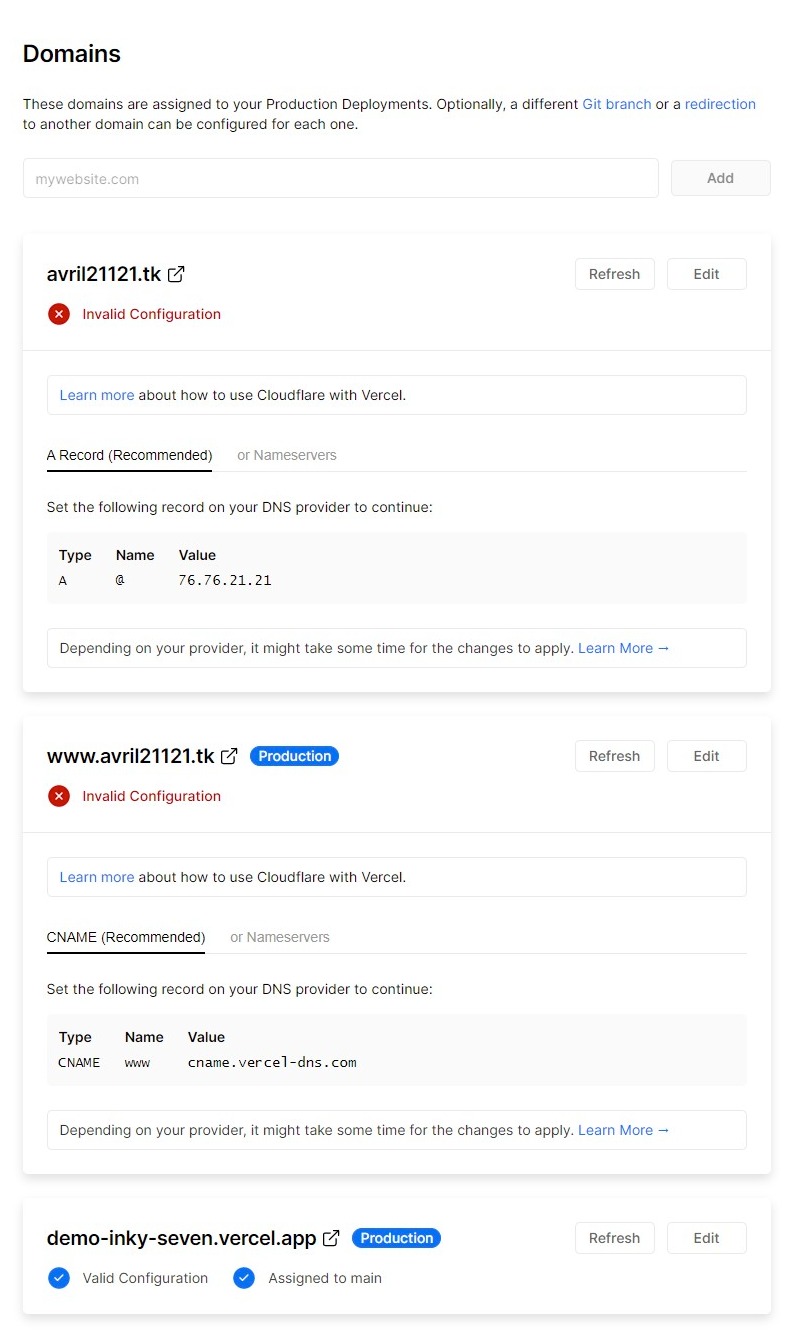 Domains
These domains are assigned to your Production Deployments. Optionally, a different Git branch or a redirection
to another domain can be configured for each one.
mywebsite.com
Add
avril21121.tk
Refresh
Edit
Invalid Configuration
Learn more about how to use Cloudflare with Vercel.
A Record (Recommended)
or Nameservers
Set the following record on your DNS provider to continue:
Type Name Value
A @ 76.76.21.21
Depending on your provider, it might take some time for the changes to apply. Learn More →
www.avril21121.tk
Production
Refresh
Edit
Invalid Configuration
Learn more about how to use Cloudflare with Vercel.
CNAME (Recommended)
or Nameservers
Set the following record on your DNS provider to continue:
Type Name Value
CNAME www cname.vercel-dns.com
Depending on your provider, it might take some time for the changes to apply. Learn More →
demo-inky-seven.vercel.app
Production
Refresh
Edit
Valid Configuration
Assigned to main